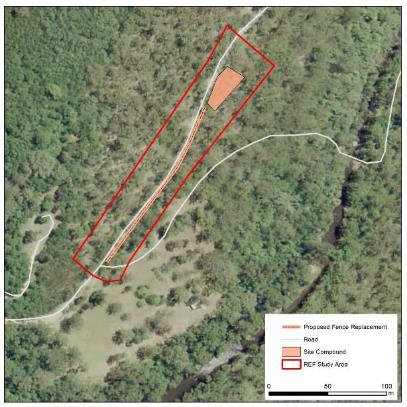 Proposed Fence Replacement
Road
Site Compound
REF Study Area
0 50 100
m